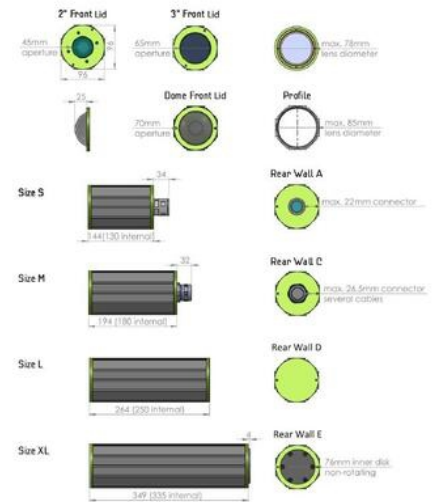 2" Front Lid
3" Front Lid
45mm
aperture
96
96
65mm
aperture
max. 78mm
lens diameter
25
Dome Front Lid
70mm
aperture
Profile
max. 85mm
lens diameter
Size S
34
144(130 internal)
Rear Wall A
max. 22mm connector
Size M
32
194 (180 internal)
Rear Wall C
max. 26.5mm connector
several cables
Size L
264 (250 internal)
Rear Wall D
Size XL
349 (335 internal)
Rear Wall E
76mm inner disk
non-rotating